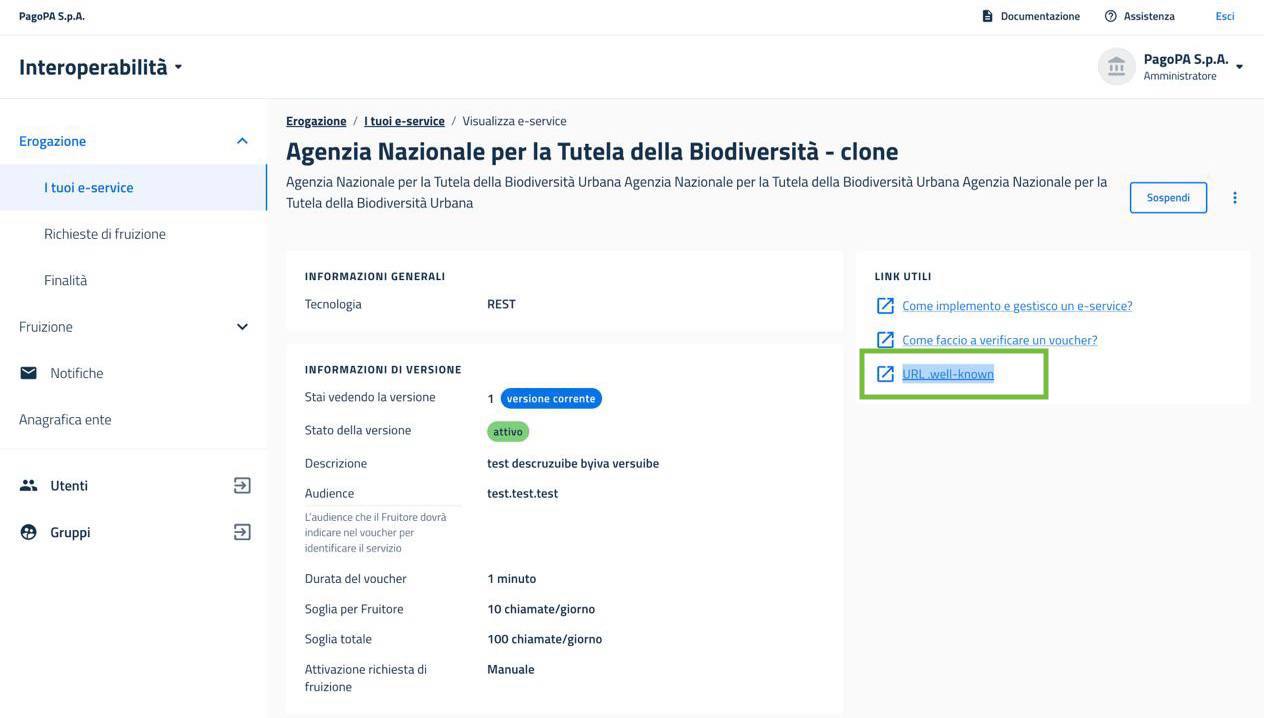 PagoPA S.p.A.
Documentazione
Assistenza
Esci
Interoperabilità
PagoPA S.p.A.
Amministratore
Erogazione
I tuoi e-service
Richieste di fruizione
Finalità
Fruizione
Notifiche
Anagrafica ente
Utenti
Gruppi
Erogazione / I tuoi e-service / Visualizza e-service
Agenzia Nazionale per la Tutela della Biodiversità - clone
Agenzia Nazionale per la Tutela della Biodiversità Urbana Agenzia Nazionale per la Tutela della Biodiversità Urbana Agenzia Nazionale per la
Tutela della Biodiversità Urbana
Sospendi
INFORMAZIONI GENERALI
Tecnologia REST
INFORMAZIONI DI VERSIONE
Stai vedendo la versione 1 versione corrente
Stato della versione attivo
Descrizione test descruzuibe byiva versuibe
Audience test.test.test
L'audience che il Fruitore dovrà
indicare nel voucher per
identificare il servizio
Durata del voucher 1 minuto
Soglia per Fruitore 10 chiamate/giorno
Soglia totale 100 chiamate/giorno
Attivazione richiesta di Manuale
fruizione
LINK UTILI
Come implemento e gestisco un e-service?
Come faccio a verificare un voucher?
URL .well-known